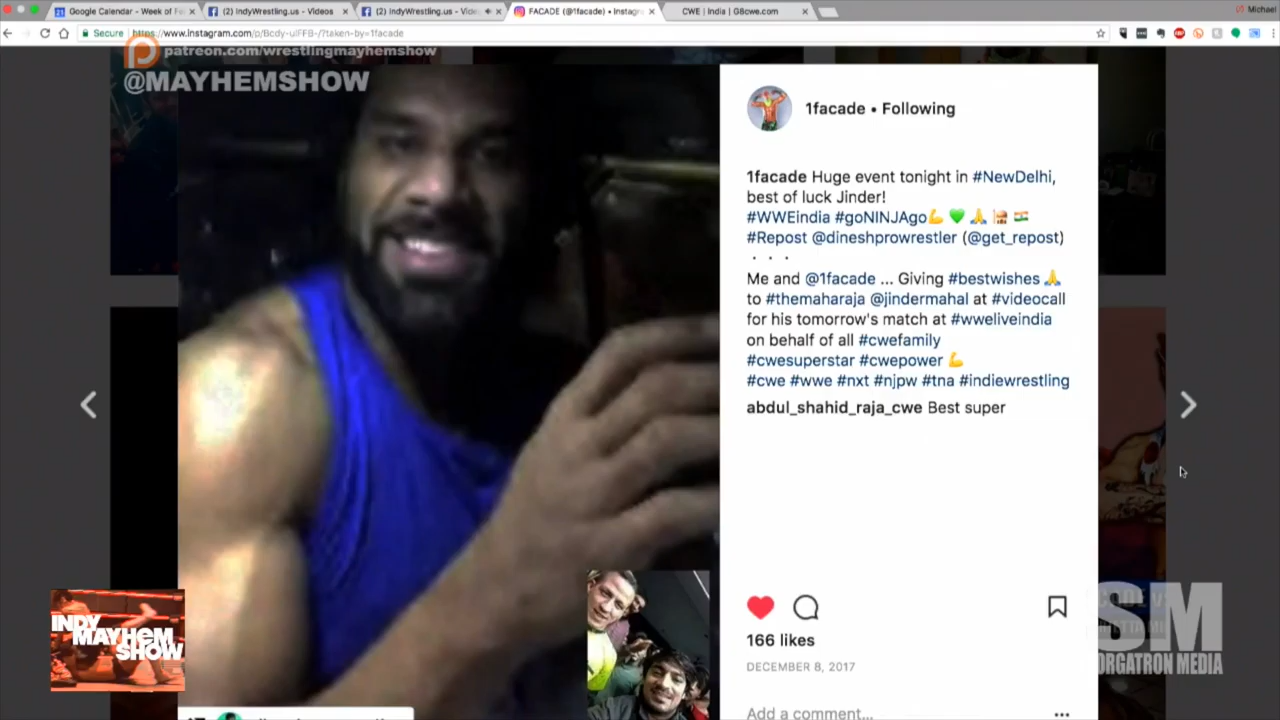 Google Calendar - Week of Fe
(2) IndyWrestling.us - Videos
(2) IndyWrestling.us - Vide
FACADE (@1facade) • Instagr
CWE | India | G8cwe.com
Michael
Secure
https://www.instagram.com/p/Bcdy-ulFFB-/?taken-by=1facade
patreon.com/wrestlingmayhemshow
@MAYHEMSHOW
1facade • Following
1facade Huge event tonight in #NewDelhi,
best of luck Jinder!
#WWEindia #goNINJAgo💪 💚 🙏 🕌 🇮🇳
#Repost @dineshprowrestler (@get_repost)
· · ·
Me and @1facade ... Giving #bestwishes 🙏
to #themaharaja @jindermahal at #videocall
for his tomorrow's match at #wweliveindia
on behalf of all #cwefamily
#cwesuperstar #cwepower 💪
#cwe #wwe #nxt #njpw #tna #indiewrestling
abdul_shahid_raja_cwe Best super
166 likes
DECEMBER 8, 2017
Add a comment...
INDY
MAYHEM
SHOW
SM
ORGATRON MEDIA